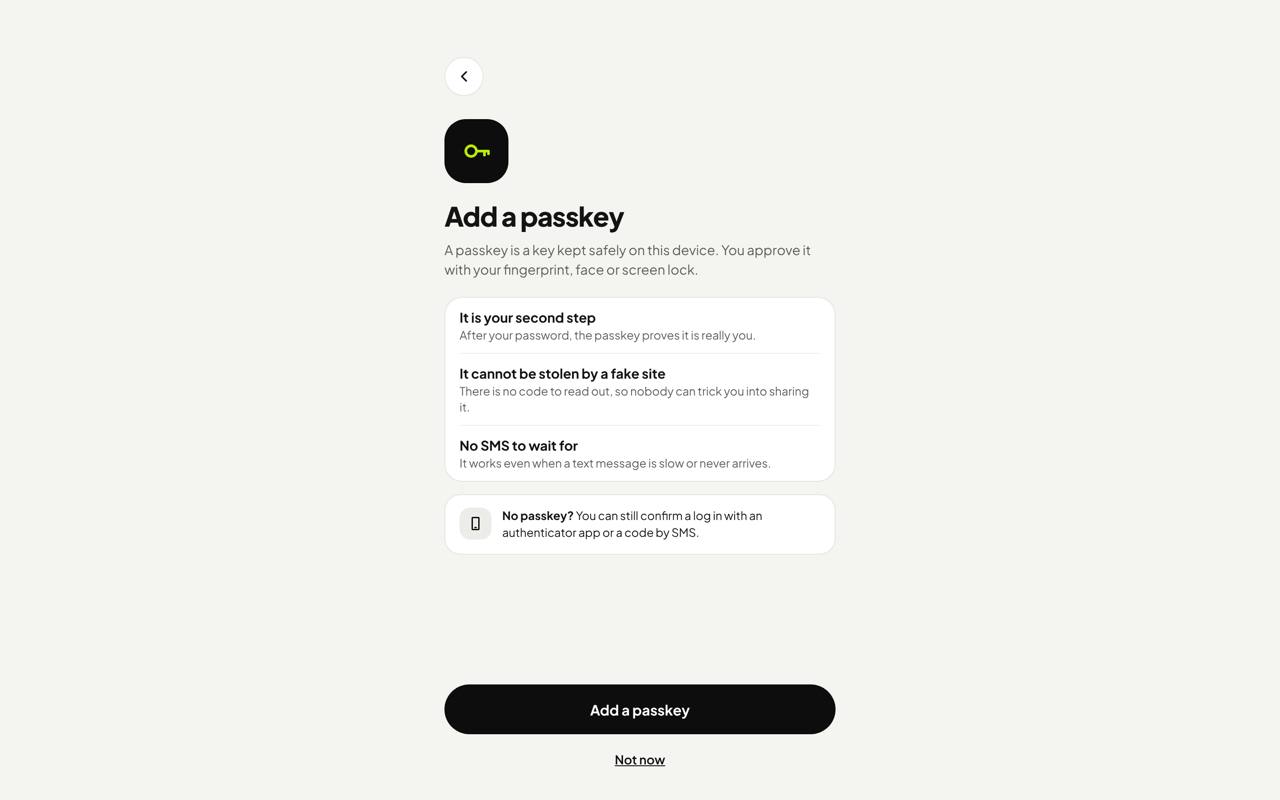 Add a passkey
A passkey is a key kept safely on this device. You approve it
with your fingerprint, face or screen lock.
It is your second step
After your password, the passkey proves it is really you.
It cannot be stolen by a fake site
There is no code to read out, so nobody can trick you into sharing
it.
No SMS to wait for
It works even when a text message is slow or never arrives.
No passkey? You can still confirm a log in with an
authenticator app or a code by SMS.
Add a passkey
Not now